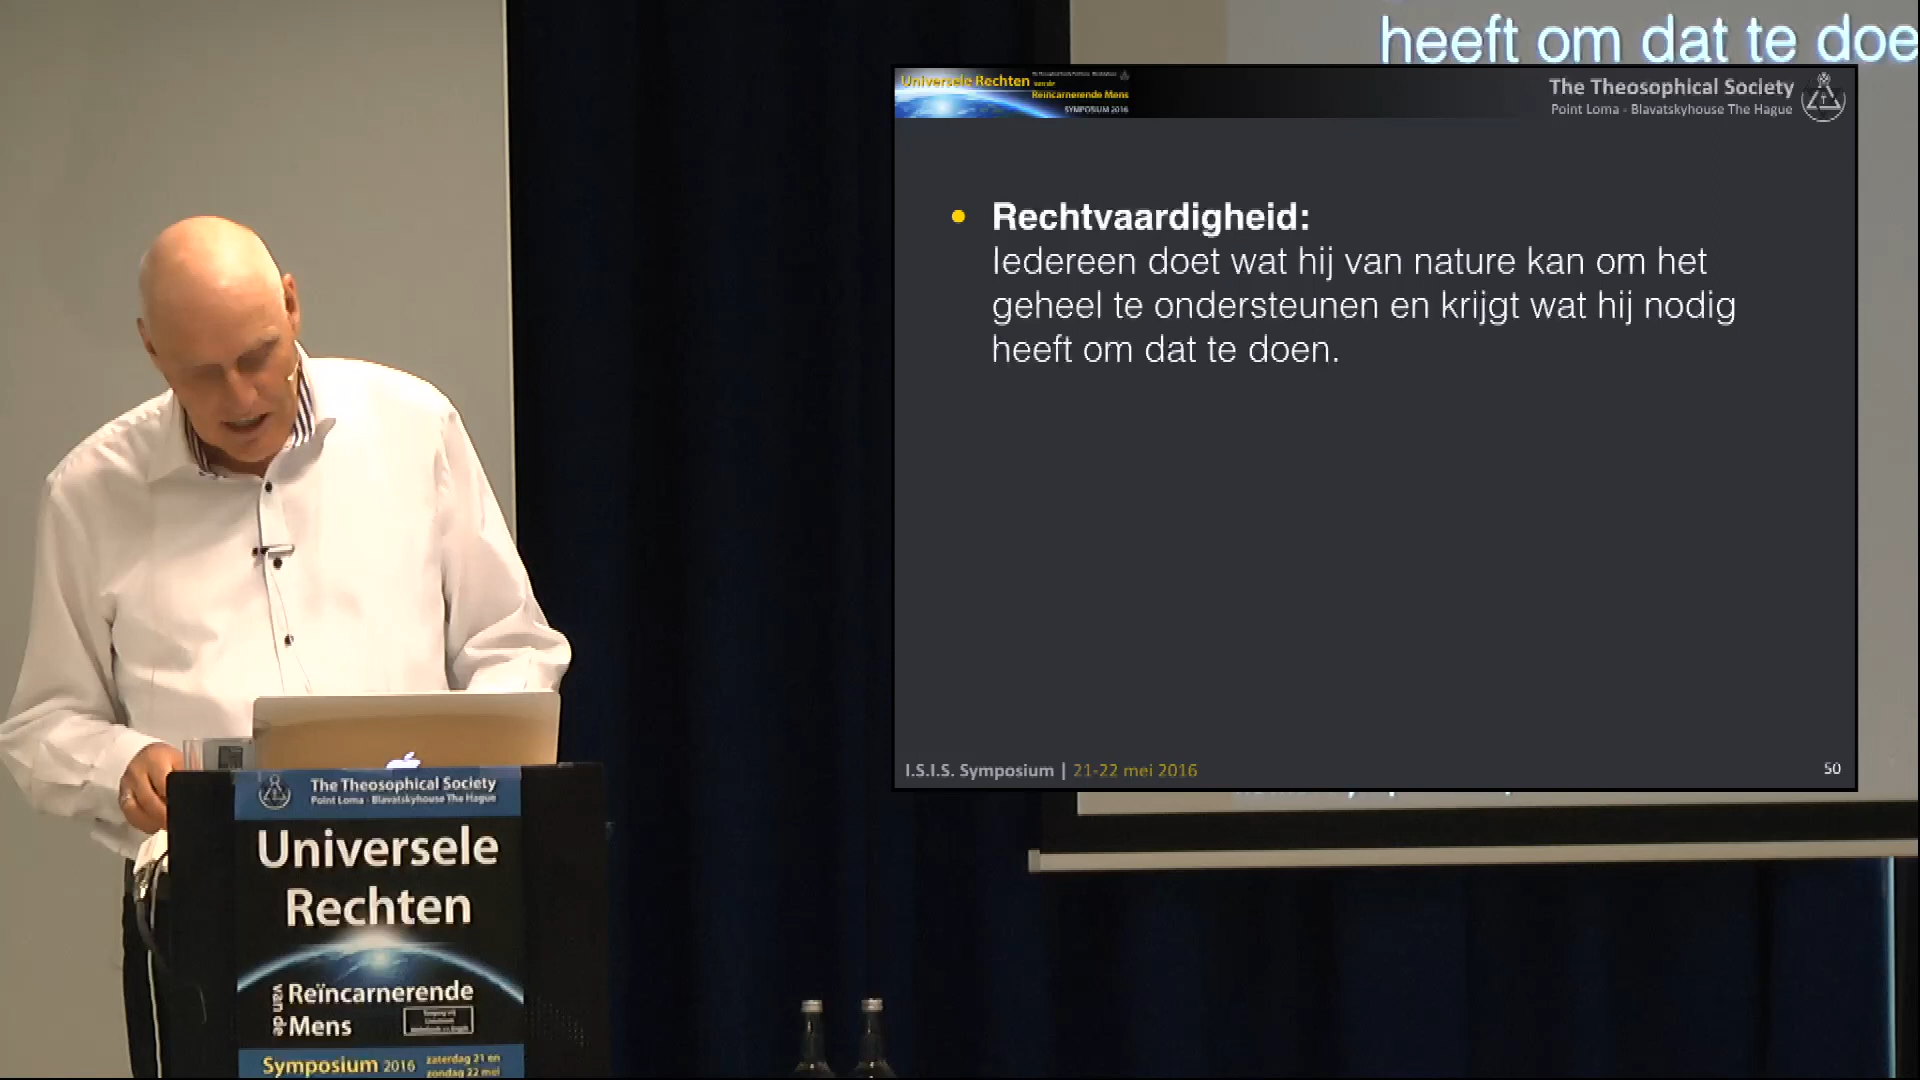 heeft om dat te doe
Universele Rechten
van de
Reïncarnerende Mens
SYMPOSIUM 2016
The Theosophical Society
Point Loma - Blavatskyhouse The Hague
Rechtvaardigheid:
Iedereen doet wat hij van nature kan om het
geheel te ondersteunen en krijgt wat hij nodig
heeft om dat te doen.
I.S.I.S. Symposium | 21-22 mei 2016
50
The Theosophical Society
Point Loma - Blavatskyhouse The Hague
Universele
Rechten
van de
Reïncarnerende
Mens
Symposium 2016
zaterdag 21 en
zondag 22 mei